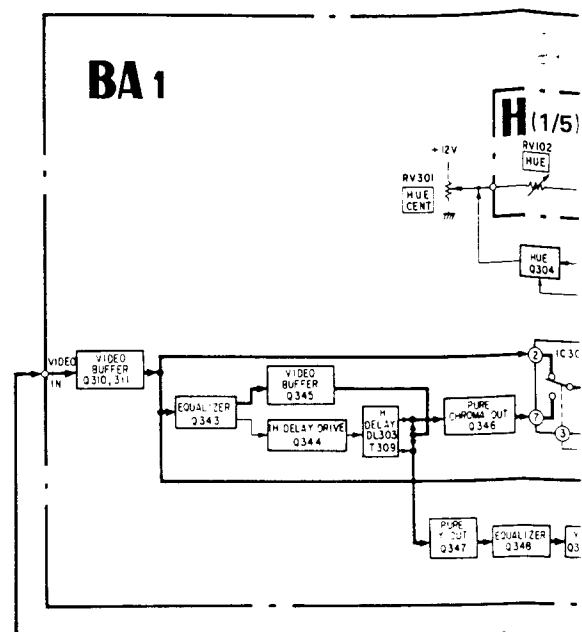 BA 1
H (1/5)
+12V
RV102
HUE
RV301
HUE
CENT
HUE
Q304
VIDEO
IN
VIDEO
BUFFER
Q310, 311
VIDEO
BUFFER
Q345
EQUALIZER
Q343
1H DELAY DRIVE
Q344
H
DELAY
DL303
T309
PURE
CHROMA OUT
Q346
2
7
3
PURE
Y OUT
Q347
EQUALIZER
Q348
Y